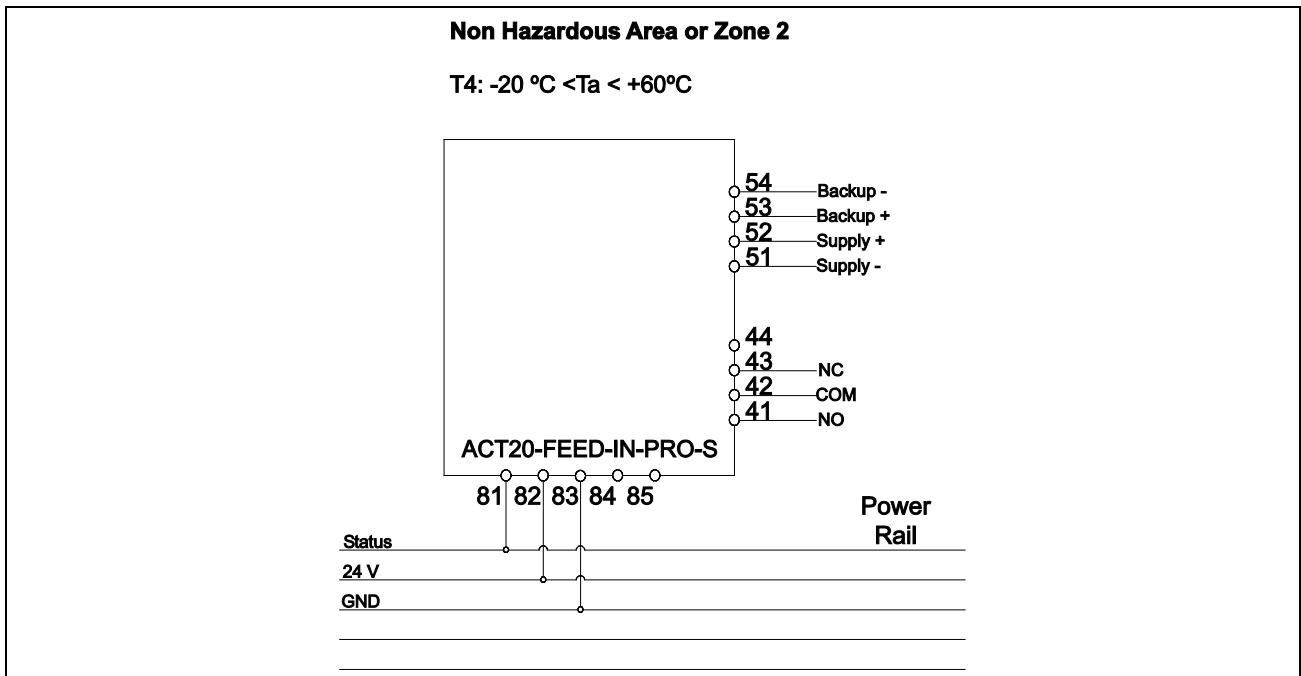 Non Hazardous Area or Zone 2
T4: -20 ºC <Ta < +60ºC
54 Backup -
53 Backup +
52 Supply +
51 Supply -
44
43 NC
42 COM
41 NO
ACT20-FEED-IN-PRO-S
81 82 83 84 85
Power
Rail
Status
24 V
GND